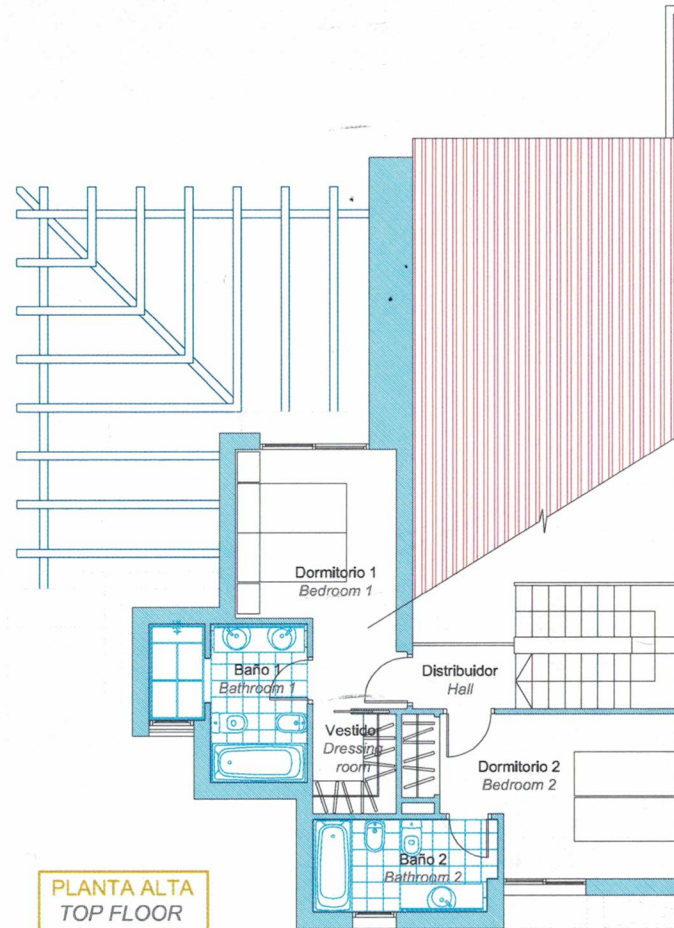 Dormitorio 1
Bedroom 1
Baño 1
Bathroom 1
Distribuidor
Hall
Vestido
Dressing
room
Dormitorio 2
Bedroom 2
Baño 2
Bathroom 2
PLANTA ALTA
TOP FLOOR